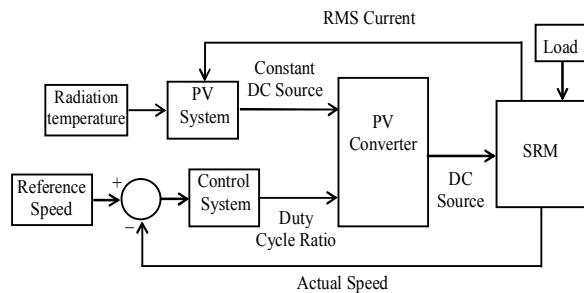 RMS Current
Load
Radiation
temperature
PV
System
Constant
DC Source
PV
Converter
SRM
DC
Source
Reference
Speed
+
−
Control
System
Duty
Cycle Ratio
Actual Speed